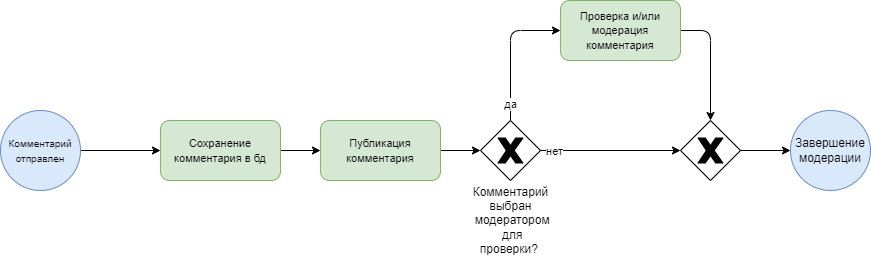 Комментарий
отправлен
Сохранение
комментария в бд
Публикация
комментария
Комментарий
выбран
модератором
для
проверки?
да
нет
Проверка и/или
модерация
комментария
Завершение
модерации